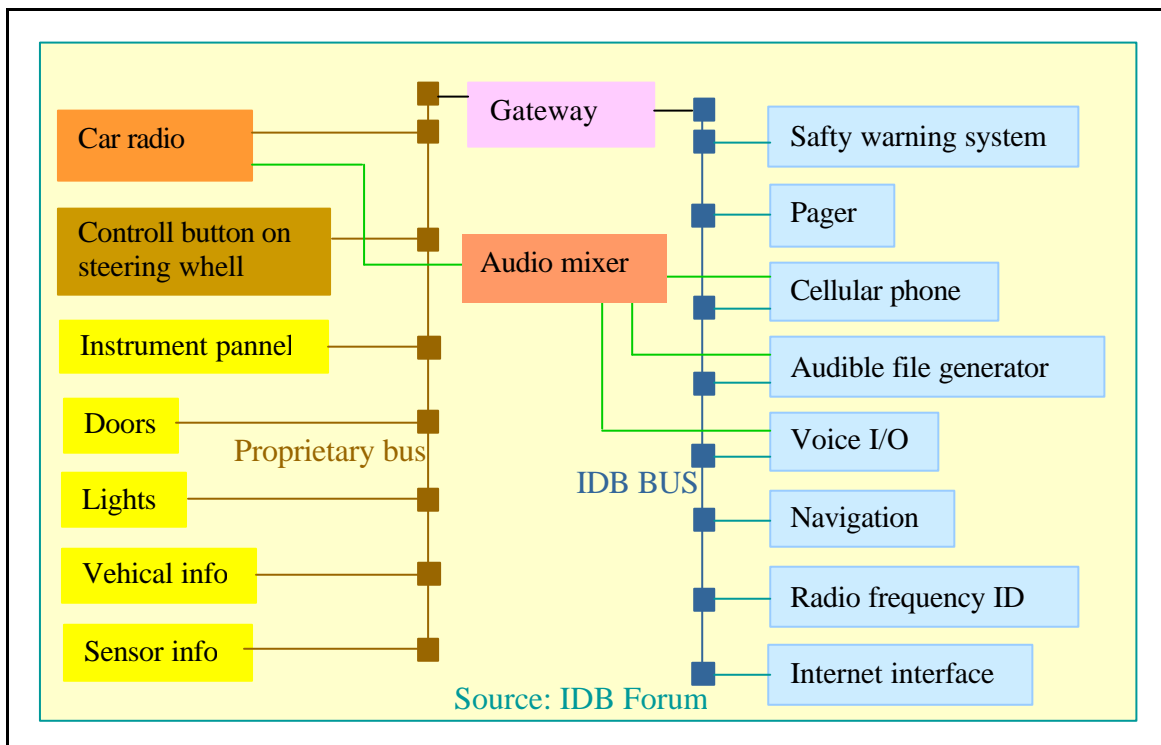 Gateway
Car radio
Safty warning system
Pager
Controll button on
steering whell
Audio mixer
Cellular phone
Instrument pannel
Audible file generator
Doors
Proprietary bus
Voice I/O
IDB BUS
Lights
Navigation
Vehical info
Radio frequency ID
Sensor info
Internet interface
Source: IDB Forum